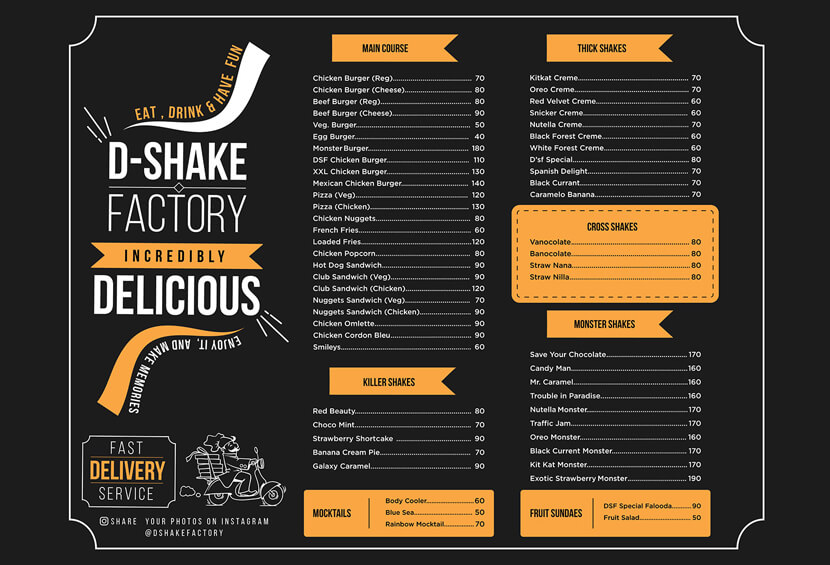 EAT , DRINK & HAVE FUN
D-SHAKE
FACTORY
INCREDIBLY
DELICIOUS
ENJOY IT, AND MAKE MEMORIES
FAST
DELIVERY
SERVICE
SHARE YOUR PHOTOS ON INSTAGRAM
@DSHAKEFACTORY
MAIN COURSE
Chicken Burger (Reg) 70
Chicken Burger (Cheese) 80
Beef Burger (Reg) 80
Beef Burger (Cheese) 90
Veg. Burger 50
Egg Burger 40
Monster Burger 180
DSF Chicken Burger 110
XXL Chicken Burger 130
Mexican Chicken Burger 140
Pizza (Veg) 120
Pizza (Chicken) 130
Chicken Nuggets 80
French Fries 60
Loaded Fries 120
Chicken Popcorn 80
Hot Dog Sandwich 90
Club Sandwich (Veg) 90
Club Sandwich (Chicken) 120
Nuggets Sandwich (Veg) 70
Nuggets Sandwich (Chicken) 90
Chicken Omlette 90
Chicken Cordon Bleu 90
Smileys 60
KILLER SHAKES
Red Beauty 80
Choco Mint 70
Strawberry Shortcake 90
Banana Cream Pie 70
Galaxy Caramel 90
MOCKTAILS
Body Cooler 60
Blue Sea 50
Rainbow Mocktail 70
THICK SHAKES
Kitkat Creme 70
Oreo Creme 70
Red Velvet Creme 60
Snicker Creme 60
Nutella Creme 70
Black Forest Creme 60
White Forest Creme 60
D'sf Special 80
Spanish Delight 70
Black Currant 70
Caramelo Banana 70
CROSS SHAKES
Vanocolate 80
Banocolate 80
Straw Nana 80
Straw Nilla 80
MONSTER SHAKES
Save Your Chocolate 170
Candy Man 160
Mr. Caramel 160
Trouble in Paradise 160
Nutella Monster 170
Traffic Jam 170
Oreo Monster 160
Black Current Monster 170
Kit Kat Monster 170
Exotic Strawberry Monster 190
FRUIT SUNDAES
DSF Special Falooda 90
Fruit Salad 50